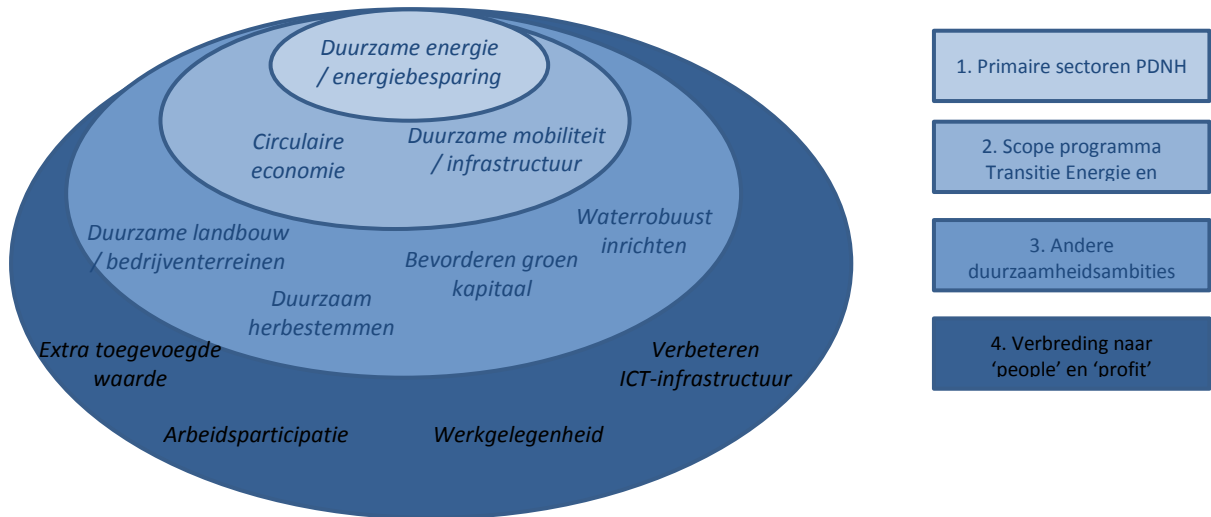 Duurzame energie
/ energiebesparing
Circulaire
economie
Duurzame mobiliteit
/ infrastructuur
Waterrobuust
inrichten
Duurzame landbouw
/ bedrijventerreinen
Bevorderen groen
kapitaal
Duurzaam
herbestemmen
Extra toegevoegde
waarde
Verbeteren
ICT-infrastructuur
Arbeidsparticipatie
Werkgelegenheid
1. Primaire sectoren PDNH
2. Scope programma
Transitie Energie en
3. Andere
duurzaamheidsambities
4. Verbreding naar
‘people’ en ‘profit’